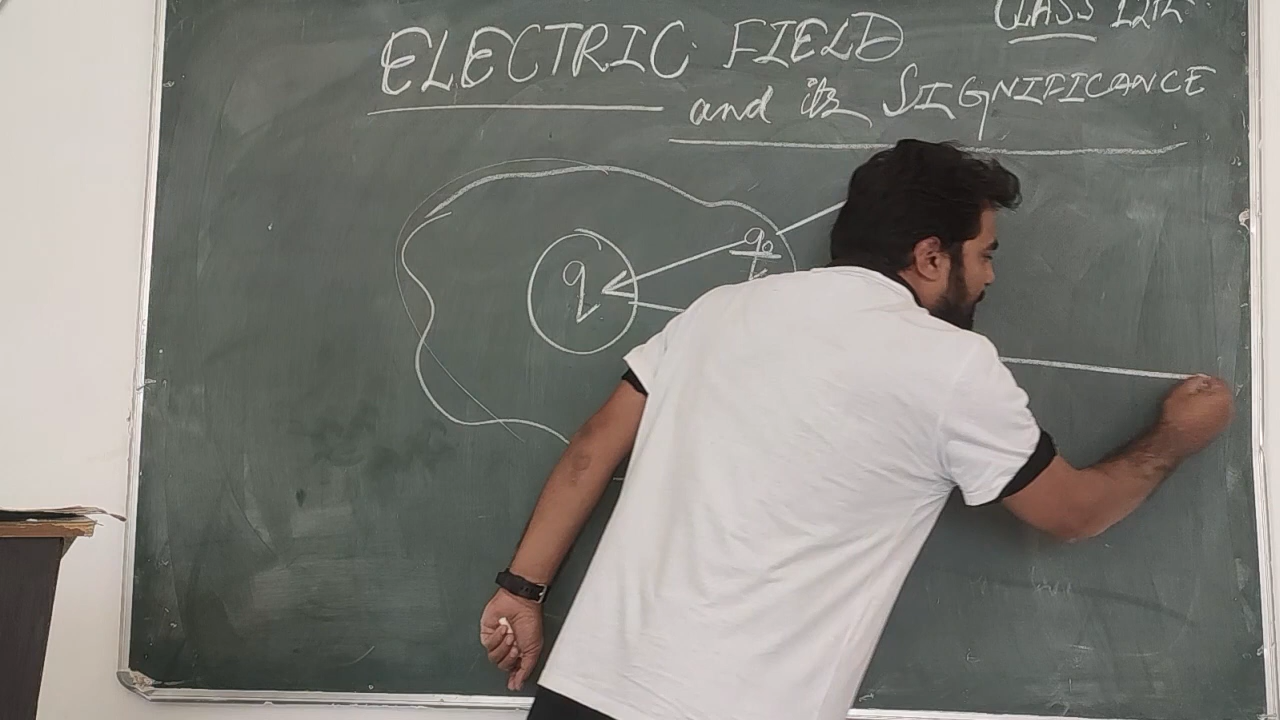 CLASS 12th
ELECTRIC FIELD
and its SIGNIFICANCE
q
q₀